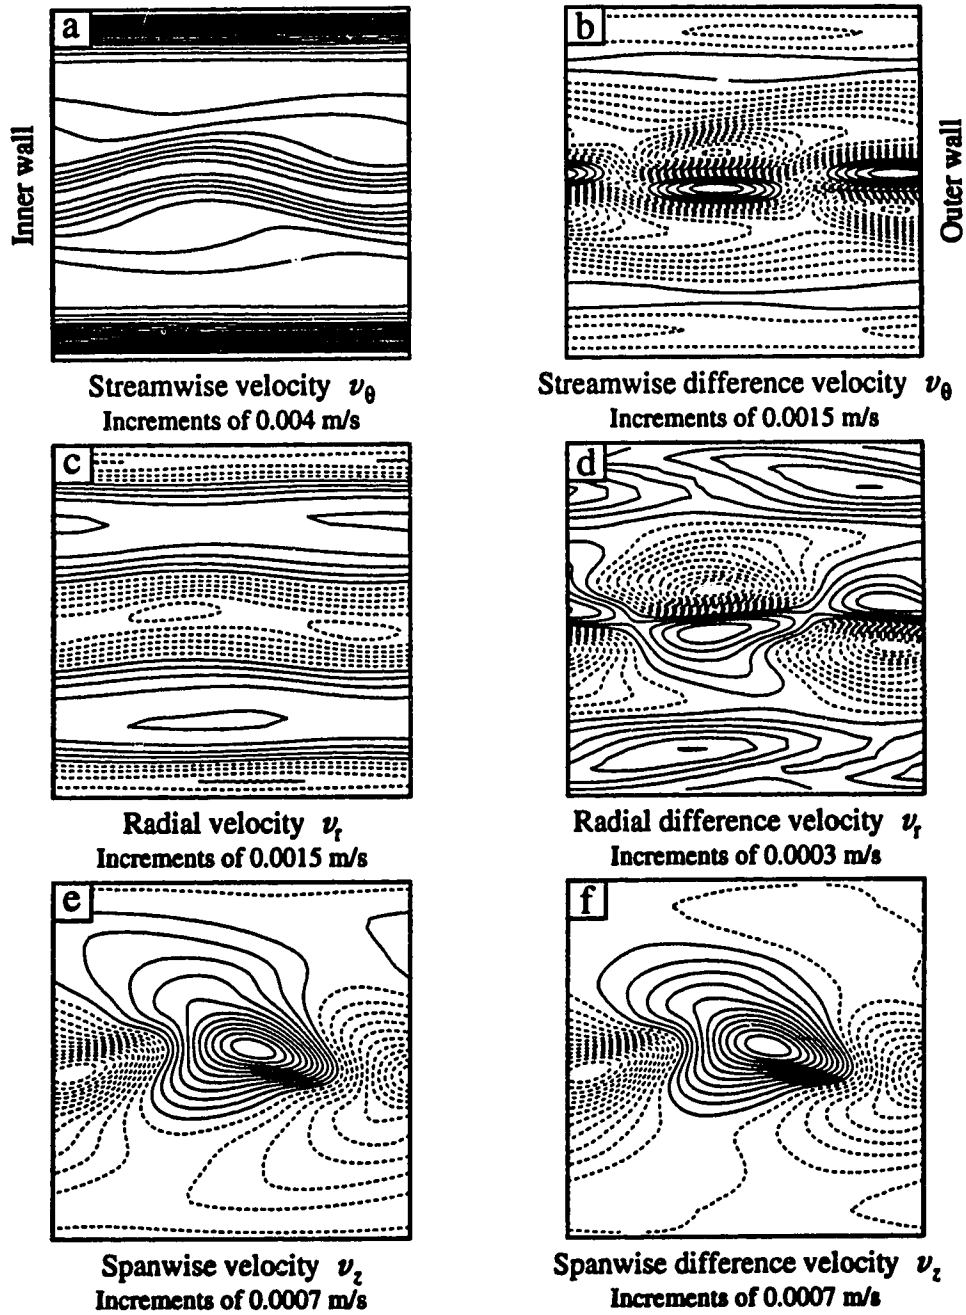 a
b
Inner wall
Outer wall
Streamwise velocity v_θ
Increments of 0.004 m/s
Streamwise difference velocity v_θ
Increments of 0.0015 m/s
c
d
Radial velocity v_r
Increments of 0.0015 m/s
Radial difference velocity v_r
Increments of 0.0003 m/s
e
f
Spanwise velocity v_z
Increments of 0.0007 m/s
Spanwise difference velocity v_z
Increments of 0.0007 m/s